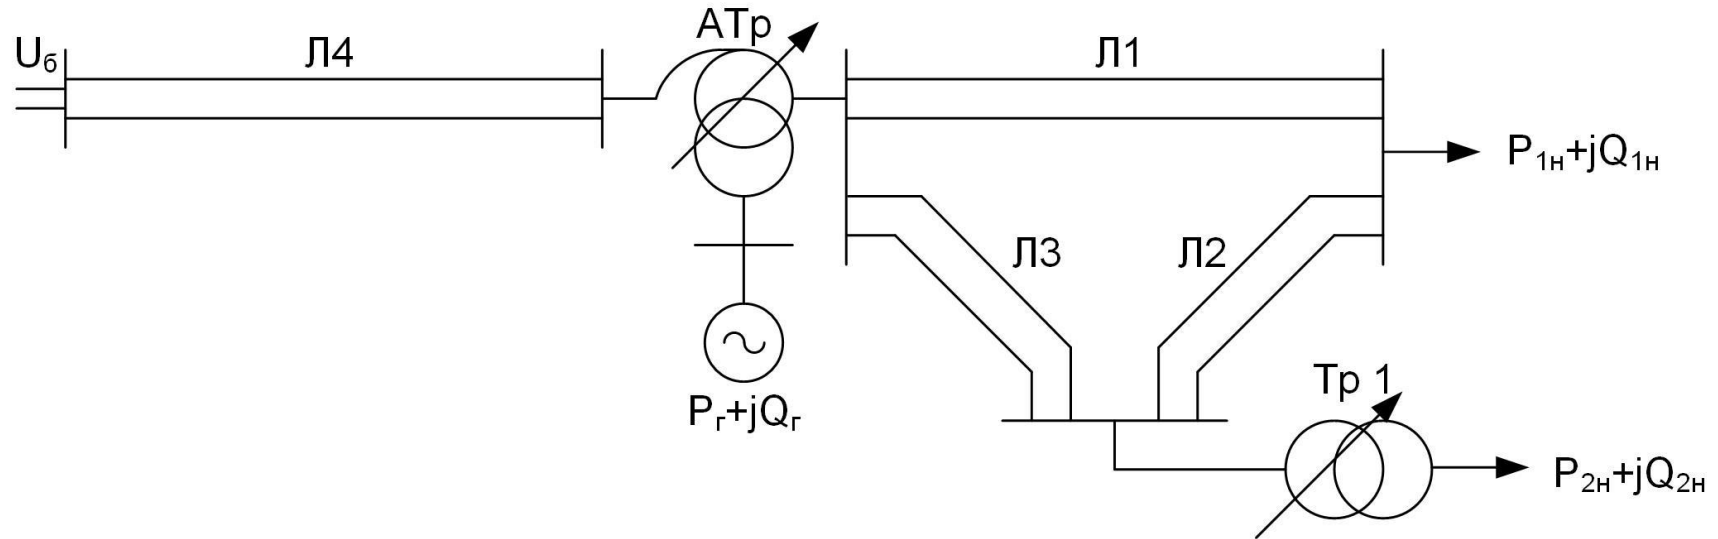 АТр
Uб
Л4
Л1
P1н+jQ1н
Л3
Л2
Тр 1
Pг+jQг
P2н+jQ2н